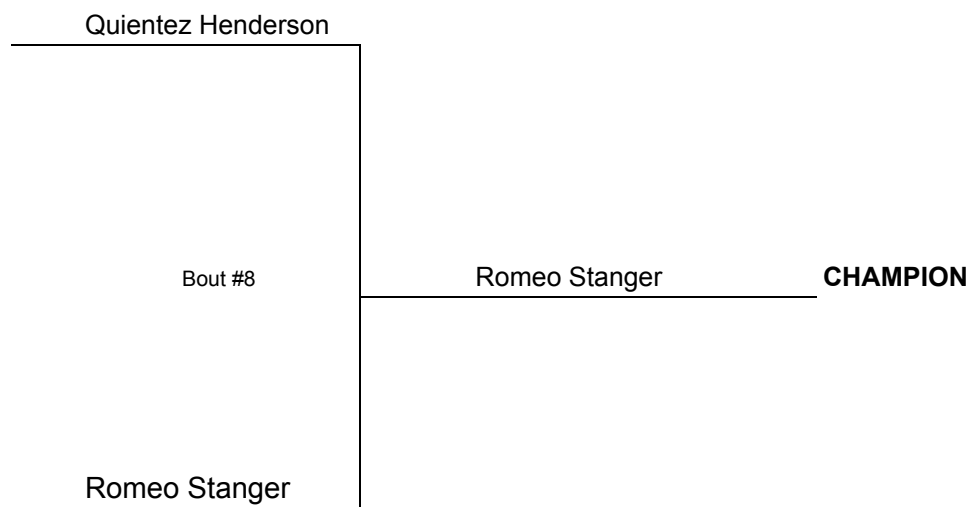 Quientez Henderson
Bout #8
Romeo Stanger
CHAMPION
Romeo Stanger